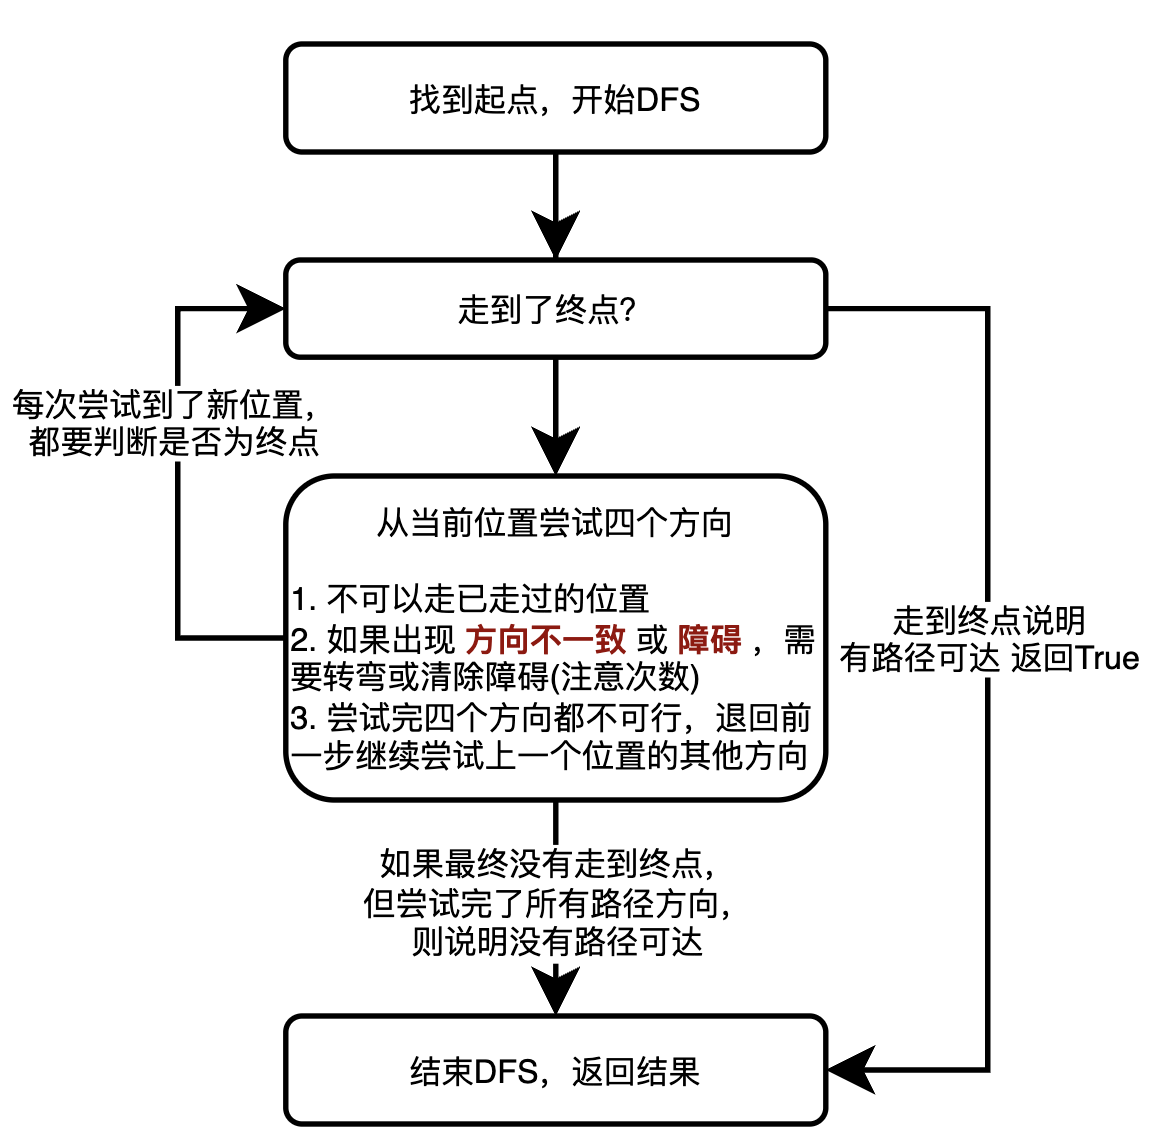 找到起点，开始DFS
走到了终点?
每次尝试到了新位置，
都要判断是否为终点
从当前位置尝试四个方向
1. 不可以走已走过的位置
2. 如果出现 方向不一致 或 障碍 ，需
要转弯或清除障碍(注意次数)
3. 尝试完四个方向都不可行，退回前
一步继续尝试上一个位置的其他方向
走到终点说明
有路径可达 返回True
如果最终没有走到终点，
但尝试完了所有路径方向，
则说明没有路径可达
结束DFS，返回结果